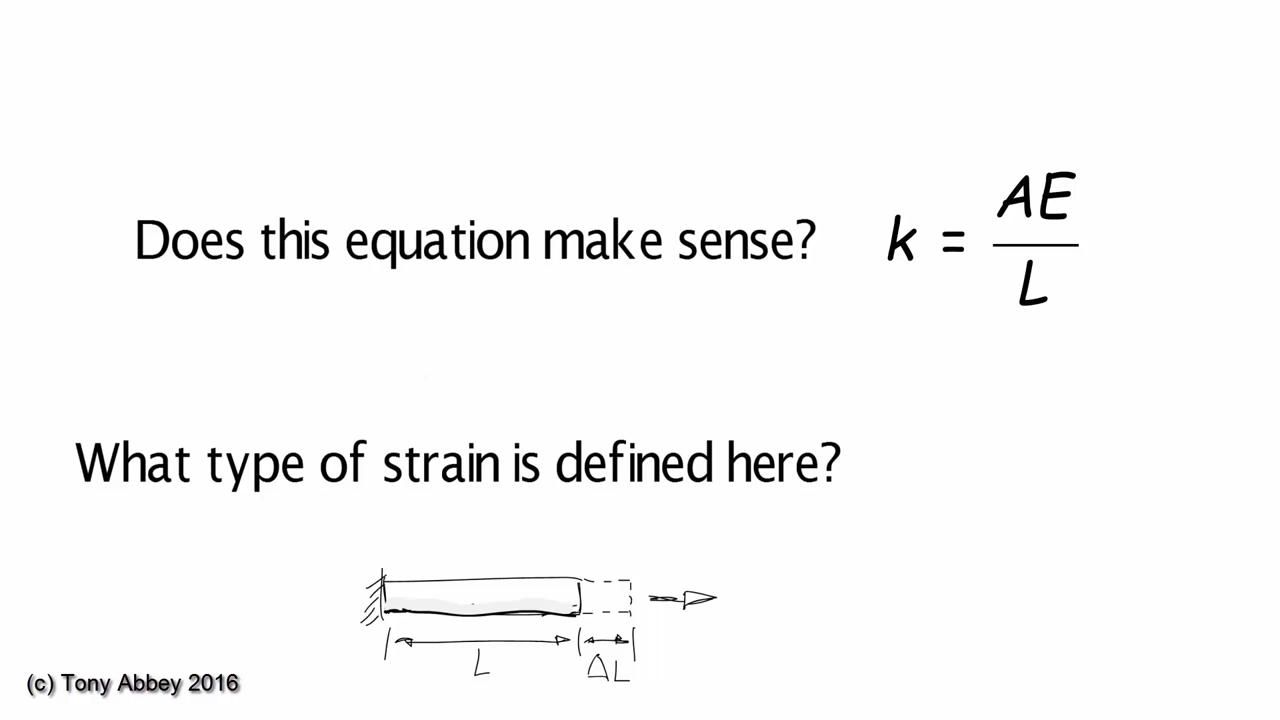 Does this equation make sense? k = AE / L
What type of strain is defined here?
L ΔL
(c) Tony Abbey 2016